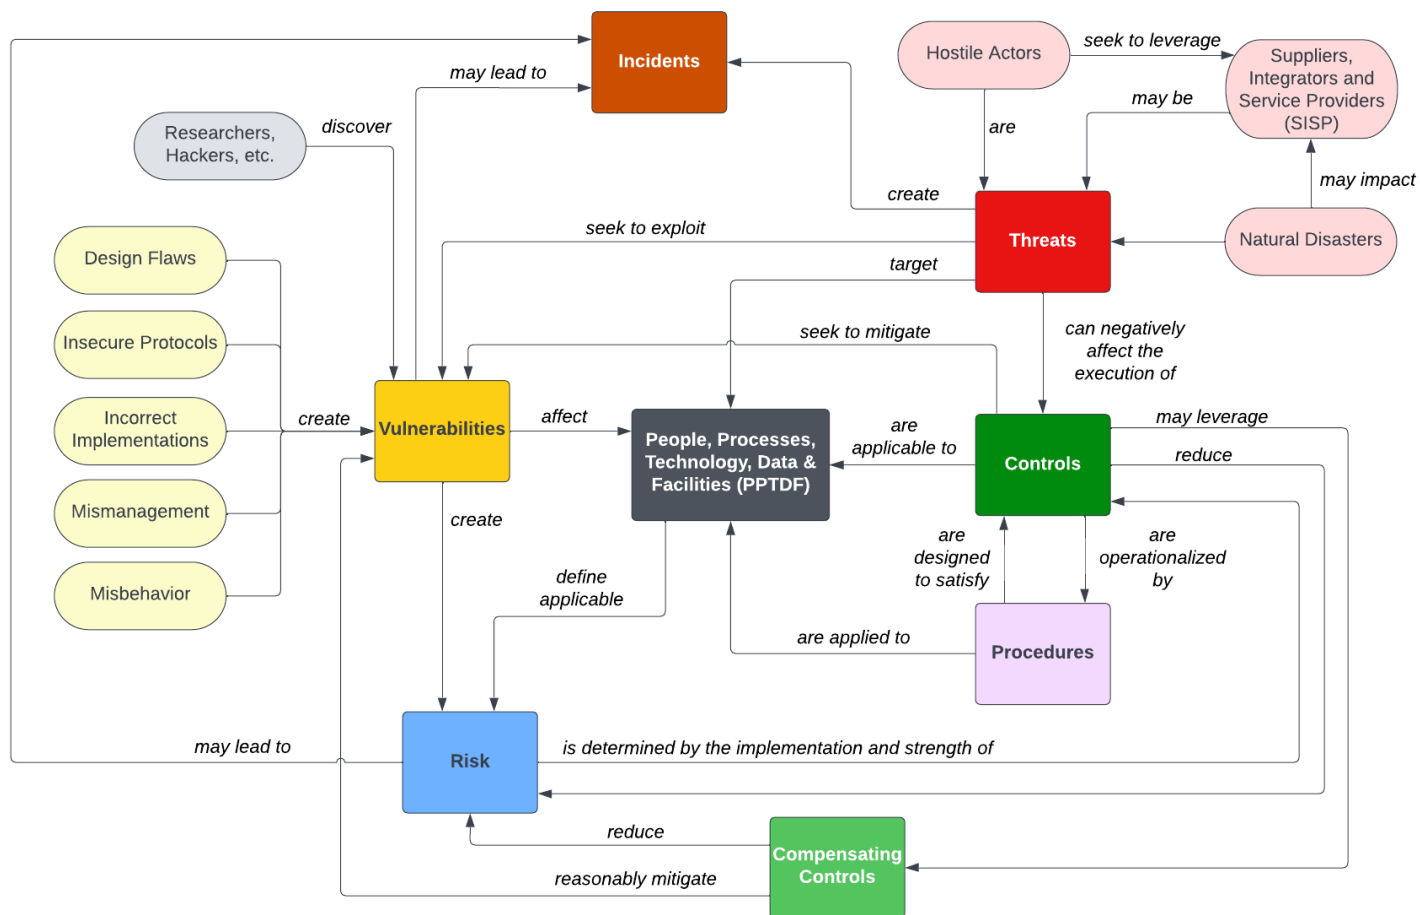 Incidents
Hostile Actors
seek to leverage
Suppliers,
Integrators and
Service Providers
(SISP)
may lead to
may be
Researchers,
Hackers, etc.
discover
are
may impact
create
Threats
Natural Disasters
seek to exploit
Design Flaws
target
can negatively
affect the
execution of
seek to mitigate
Insecure Protocols
Incorrect
Implementations
create
Vulnerabilities
affect
People, Processes,
Technology, Data &
Facilities (PPTDF)
are
applicable to
Controls
may leverage
reduce
Mismanagement
create
are
designed
to satisfy
are
operationalized
by
Misbehavior
define
applicable
are applied to
Procedures
may lead to
Risk
is determined by the implementation and strength of
reduce
Compensating
Controls
reasonably mitigate